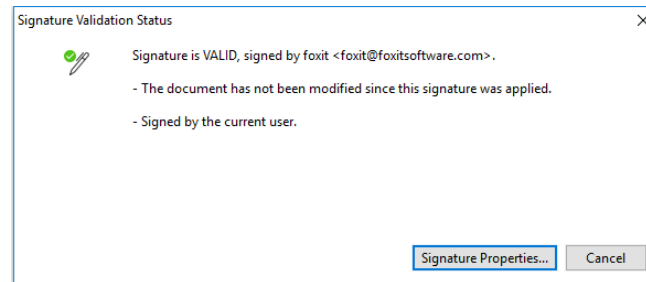 Signature Validation Status
Signature is VALID, signed by foxit <foxit@foxitsoftware.com>.
- The document has not been modified since this signature was applied.
- Signed by the current user.
Signature Properties... Cancel